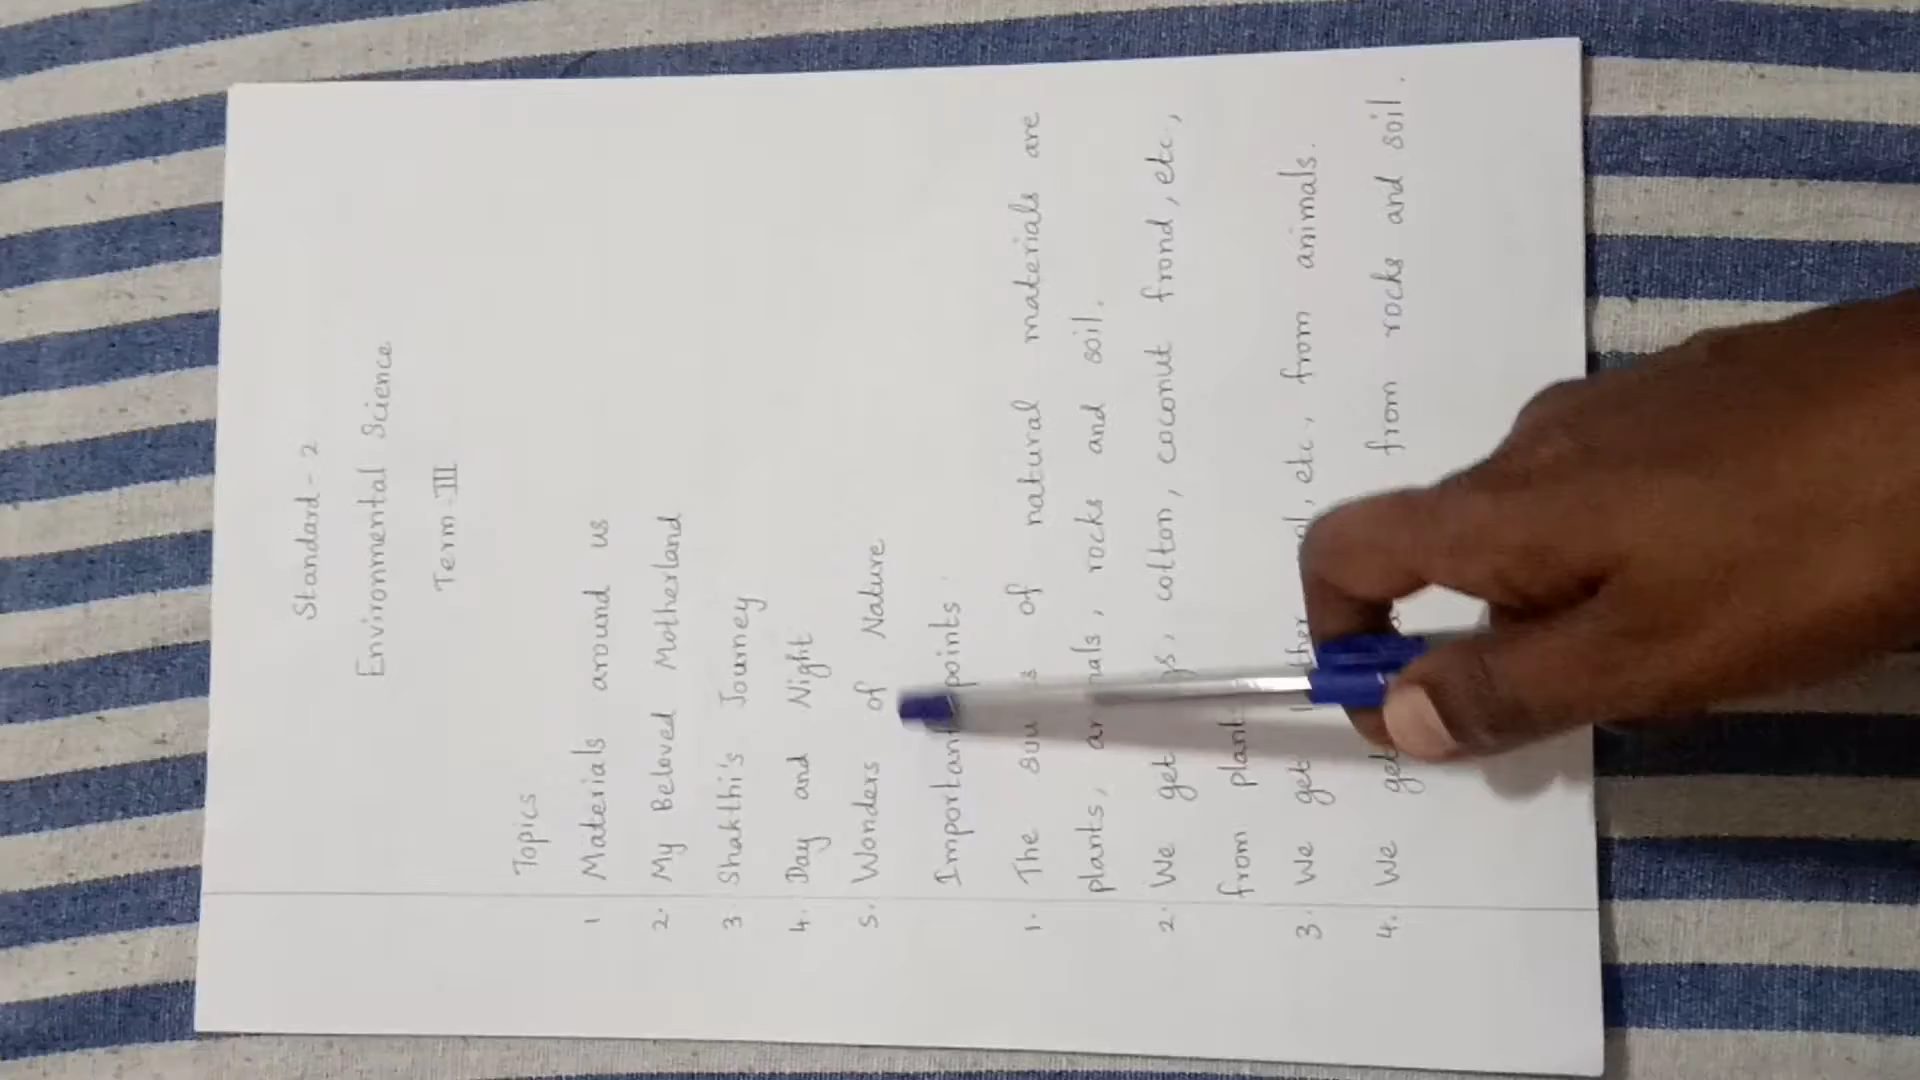 Standard - 2
Environmental Science
Term-III
Topics
1 Materials around us
2. My Beloved Motherland
3 Shakthi's Journey
4. Day and Night
5. Wonders of Nature
Important points.
1. The of natural materials are
plants, rocks and soil.
2. We get cotton, coconut frond, etc,
from
3. We get etc, from animals.
4. We from rocks and soil.